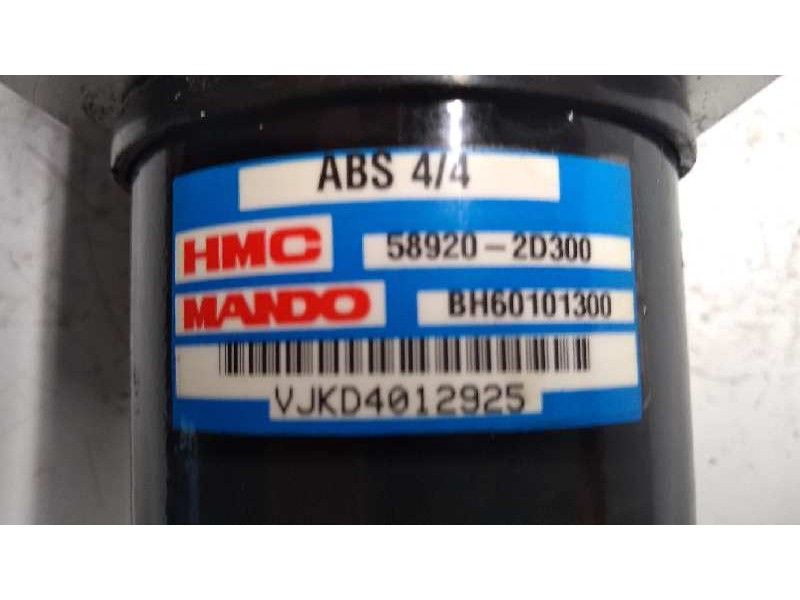 ABS 4/4
HMC 58920-2D300
MANDO BH60101300
VJKD4012925